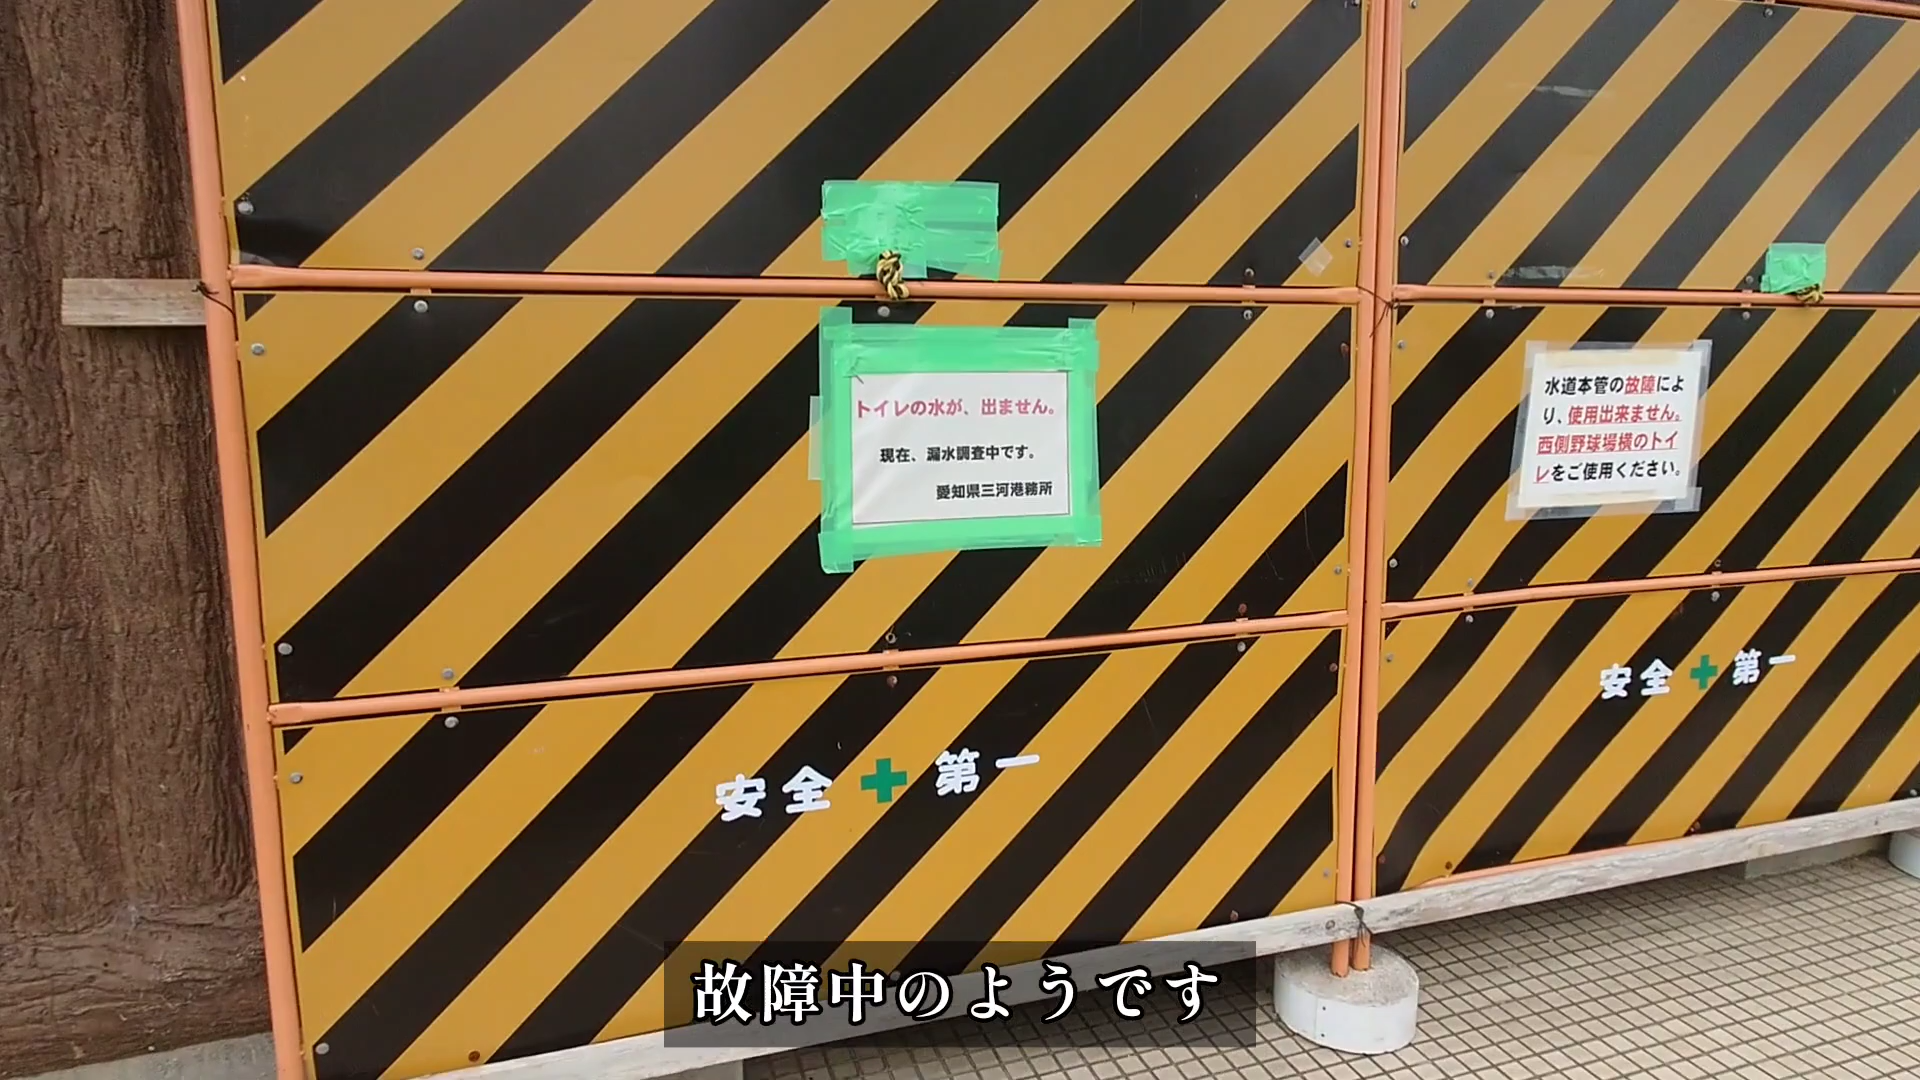 トイレの水が、出ません。
現在、漏水調査中です。
愛知県三河港務所
水道本管の故障によ
り、使用出来ません。
西側野球場横のトイ
レをご使用ください。
安全 第一
安全 第一
故障中のようです